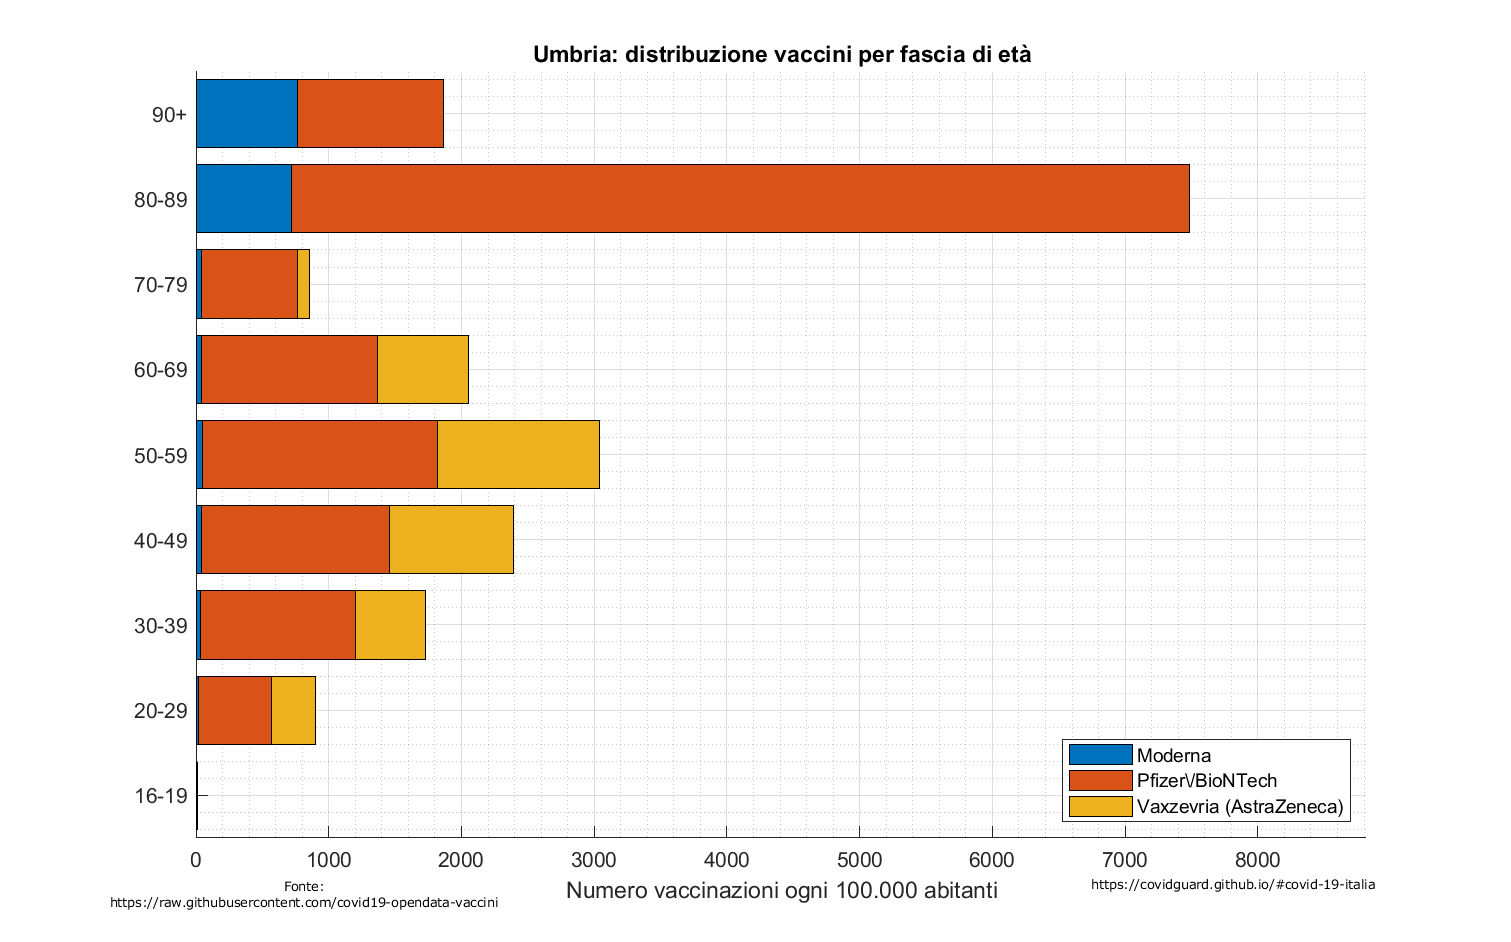 Umbria: distribuzione vaccini per fascia di età
90+
80-89
70-79
60-69
50-59
40-49
30-39
20-29
16-19
Moderna
Pfizer\/BioNTech
Vaxzevria (AstraZeneca)
0 1000 2000 3000 4000 5000 6000 7000 8000
Numero vaccinazioni ogni 100.000 abitanti
Fonte:
https://raw.githubusercontent.com/covid19-opendata-vaccini
https://covidguard.github.io/#covid-19-italia